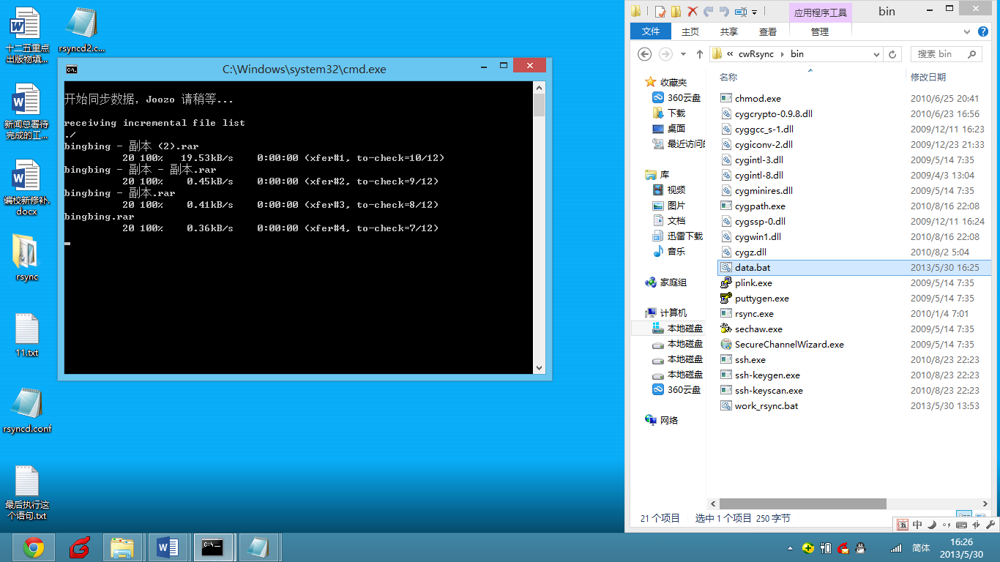 十二五重点
出版物填...
rsyncd2.c...
新闻总署待
完成的工...
编校新修补.
docx
rsync
11.txt
rsyncd.conf
最后执行这
个语句.txt
C:\Windows\system32\cmd.exe
开始同步数据，Joozo 请稍等...
receiving incremental file list
./
bingbing - 副本 (2).rar
20 100% 19.53kB/s 0:00:00 (xfer#1, to-check=10/12)
bingbing - 副本 - 副本.rar
20 100% 0.45kB/s 0:00:00 (xfer#2, to-check=9/12)
bingbing - 副本.rar
20 100% 0.41kB/s 0:00:00 (xfer#3, to-check=8/12)
bingbing.rar
20 100% 0.36kB/s 0:00:00 (xfer#4, to-check=7/12)
应用程序工具
bin
文件 主页 共享 查看 管理
« cwRsync bin
搜索 bin
收藏夹
360云盘
下载
桌面
最近访问的
库
视频
图片
文档
迅雷下载
音乐
家庭组
计算机
本地磁盘
本地磁盘
本地磁盘
本地磁盘
360云盘
网络
名称 修改日期
chmod.exe 2010/6/25 20:41
cygcrypto-0.9.8.dll 2010/6/23 16:56
cyggcc_s-1.dll 2009/12/11 16:23
cygiconv-2.dll 2009/12/23 21:33
cygintl-3.dll 2009/5/14 7:35
cygintl-8.dll 2009/4/3 13:04
cygminires.dll 2009/5/14 7:35
cygpath.exe 2010/8/16 22:08
cygssp-0.dll 2009/12/11 16:24
cygwin1.dll 2010/8/16 22:08
cygz.dll 2010/8/2 5:04
data.bat 2013/5/30 16:25
plink.exe 2009/5/14 7:35
puttygen.exe 2009/5/14 7:35
rsync.exe 2010/1/4 7:01
sechaw.exe 2009/5/14 7:35
SecureChannelWizard.exe 2009/5/14 7:35
ssh.exe 2010/8/23 22:23
ssh-keygen.exe 2010/8/23 22:23
ssh-keyscan.exe 2010/8/23 22:23
work_rsync.bat 2013/5/30 13:53
21 个项目 选中 1 个项目 250 字节
五 中
简体
16:26
2013/5/30